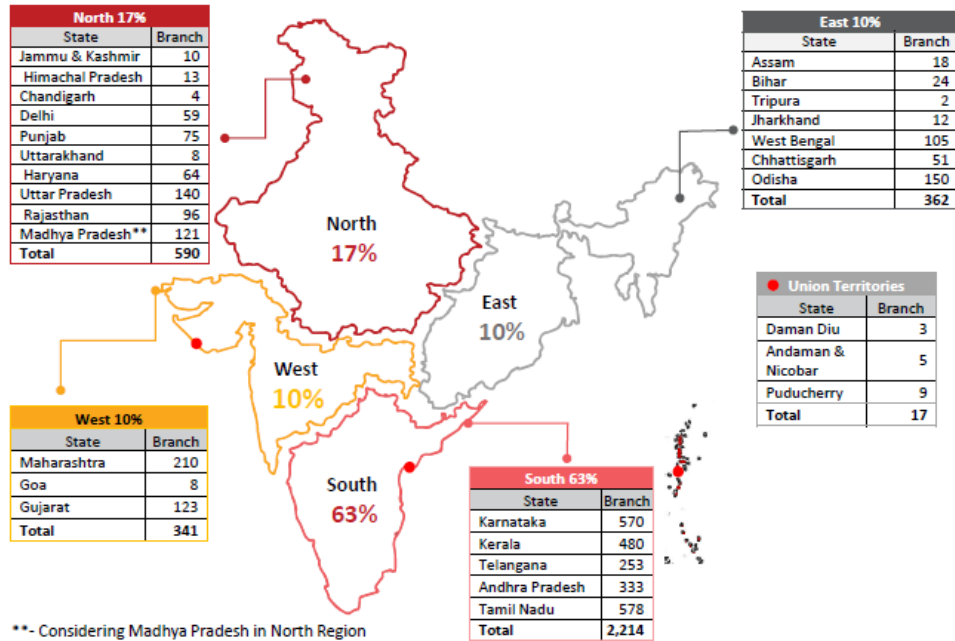 North 17%
State Branch
Jammu & Kashmir 10
Himachal Pradesh 13
Chandigarh 4
Delhi 59
Punjab 75
Uttarakhand 8
Haryana 64
Uttar Pradesh 140
Rajasthan 96
Madhya Pradesh** 121
Total 590
East 10%
State Branch
Assam 18
Bihar 24
Tripura 2
Jharkhand 12
West Bengal 105
Chhattisgarh 51
Odisha 150
Total 362
North
17%
East
10%
West
10%
South
63%
Union Territories
State Branch
Daman Diu 3
Andaman &
Nicobar 5
Puducherry 9
Total 17
West 10%
State Branch
Maharashtra 210
Goa 8
Gujarat 123
Total 341
South 63%
State Branch
Karnataka 570
Kerala 480
Telangana 253
Andhra Pradesh 333
Tamil Nadu 578
Total 2,214
**- Considering Madhya Pradesh in North Region